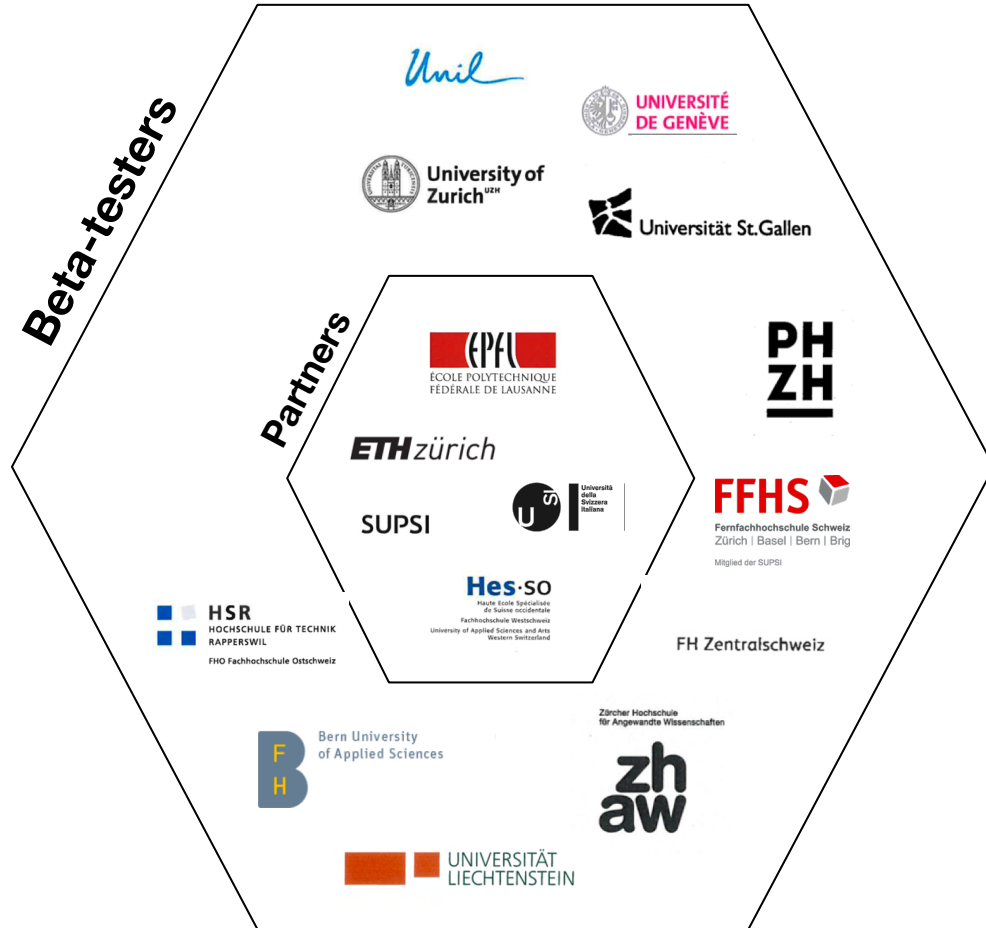 Beta-testers
Unil
UNIVERSITÉ
DE GENÈVE
University of
Zurich UZH
Universität St.Gallen
Partners
EPFL
ÉCOLE POLYTECHNIQUE
FÉDÉRALE DE LAUSANNE
PH
ZH
ETH zürich
USI
Università
della
Svizzera
italiana
SUPSI
FFHS
Fernfachhochschule Schweiz
Zürich | Basel | Bern | Brig
Mitglied der SUPSI
Hes·so
Haute Ecole Spécialisée
de Suisse occidentale
Fachhochschule Westschweiz
University of Applied Sciences and Arts
Western Switzerland
HSR
HOCHSCHULE FÜR TECHNIK
RAPPERSWIL
FHO Fachhochschule Ostschweiz
FH Zentralschweiz
BFH
Bern University
of Applied Sciences
Zürcher Hochschule
für Angewandte Wissenschaften
zh
aw
UNIVERSITÄT
LIECHTENSTEIN